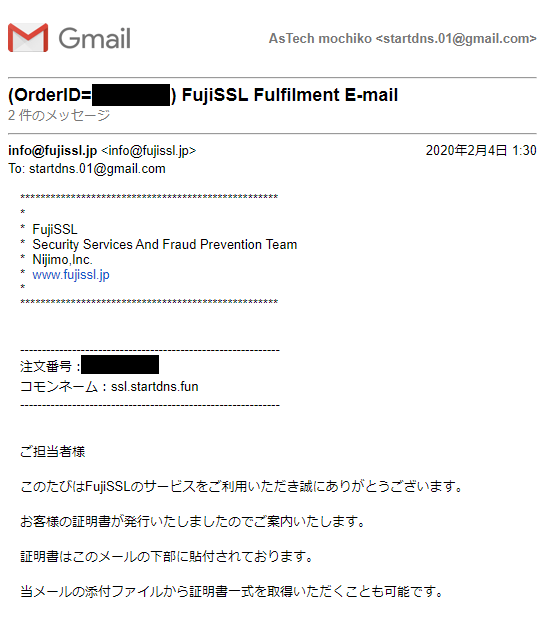 Gmail
AsTech mochiko <startdns.01@gmail.com>
(OrderID= ) FujiSSL Fulfilment E-mail
2 件のメッセージ
info@fujissl.jp <info@fujissl.jp>
2020年2月4日 1:30
To: startdns.01@gmail.com
***************************************************
*
* FujiSSL
* Security Services And Fraud Prevention Team
* Nijimo,Inc.
* www.fujissl.jp
*
***************************************************
------------------------------------------------------------
注文番号 :
コモンネーム : ssl.startdns.fun
------------------------------------------------------------
ご担当者様
このたびはFujiSSLのサービスをご利用いただき誠にありがとうございます。
お客様の証明書が発行いたしましたのでご案内いたします。
証明書はこのメールの下部に貼付されております。
当メールの添付ファイルから証明書一式を取得いただくことも可能です。